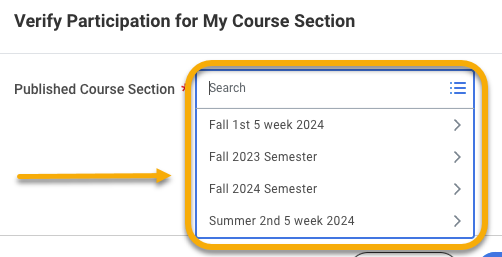 Verify Participation for My Course Section
Published Course Section *
Search
Fall 1st 5 week 2024
Fall 2023 Semester
Fall 2024 Semester
Summer 2nd 5 week 2024